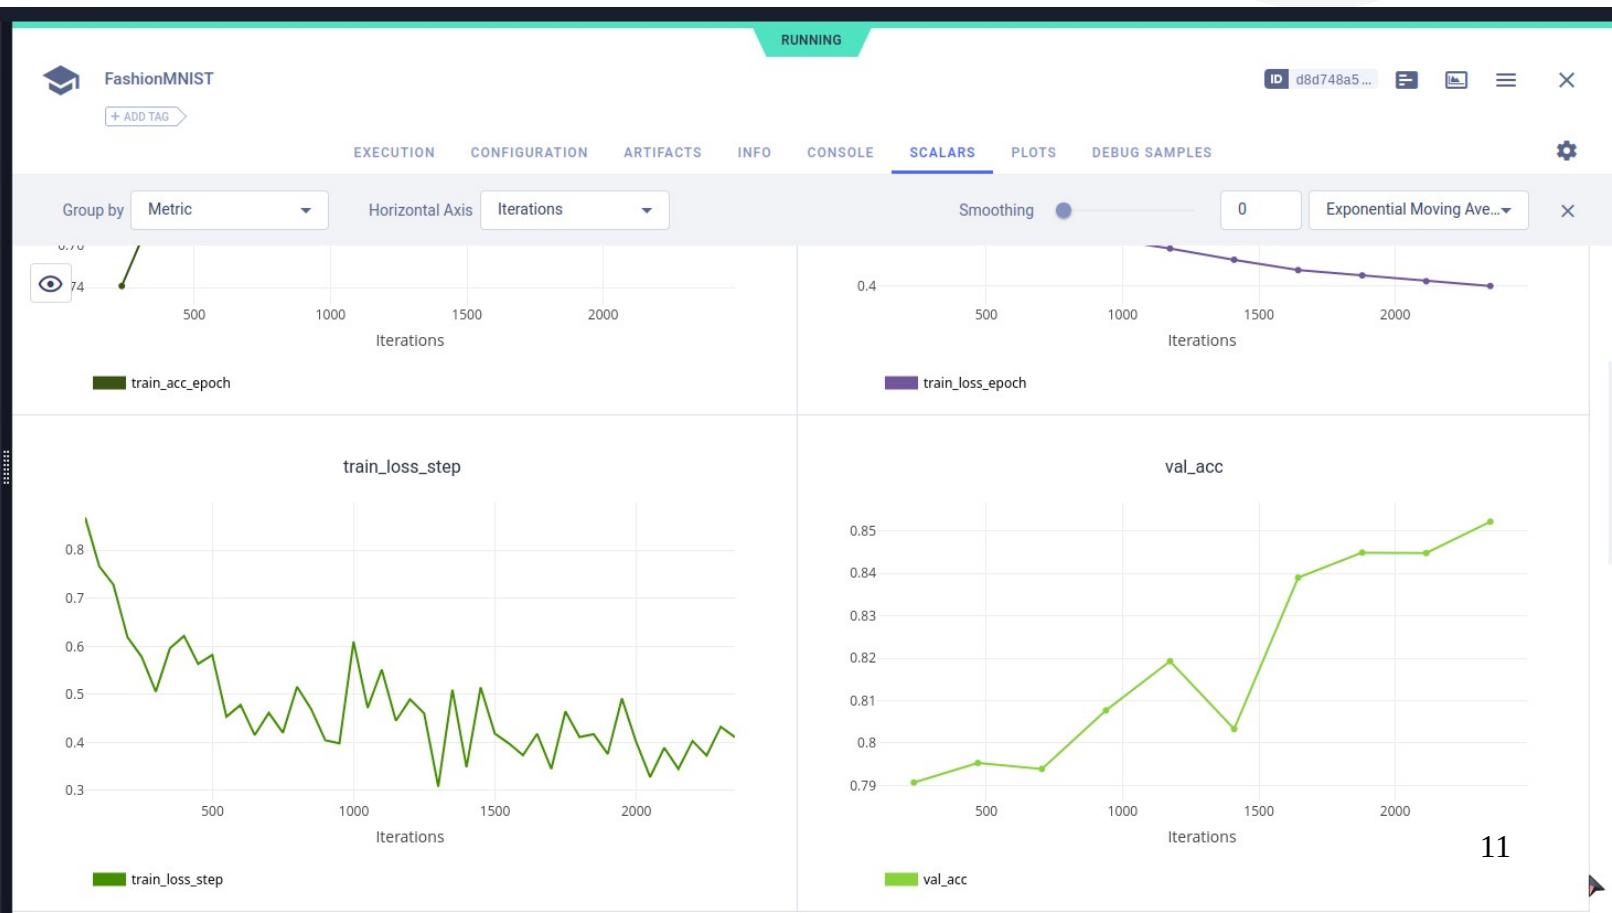 RUNNING
FashionMNIST
ID d8d748a5...
+ ADD TAG
EXECUTION CONFIGURATION ARTIFACTS INFO CONSOLE SCALARS PLOTS DEBUG SAMPLES
Group by Metric Horizontal Axis Iterations Smoothing 0 Exponential Moving Ave...
74
500 1000 1500 2000
Iterations
train_acc_epoch
0.4
500 1000 1500 2000
Iterations
train_loss_epoch
train_loss_step
0.8
0.7
0.6
0.5
0.4
0.3
500 1000 1500 2000
Iterations
train_loss_step
val_acc
0.85
0.84
0.83
0.82
0.81
0.8
0.79
500 1000 1500 2000
Iterations
11
val_acc